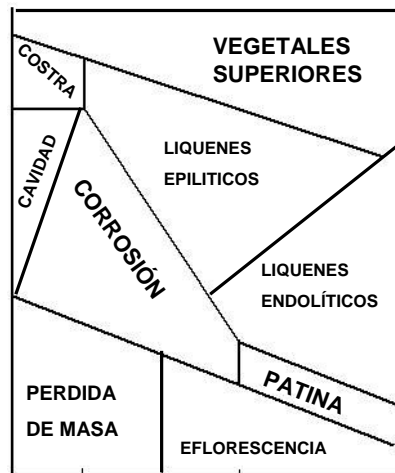 VEGETALES
SUPERIORES
COSTRA
LIQUENES
EPILITICOS
CAVIDAD
CORROSIÓN
LIQUENES
ENDOLÍTICOS
PATINA
PERDIDA
DE MASA
EFLORESCENCIA